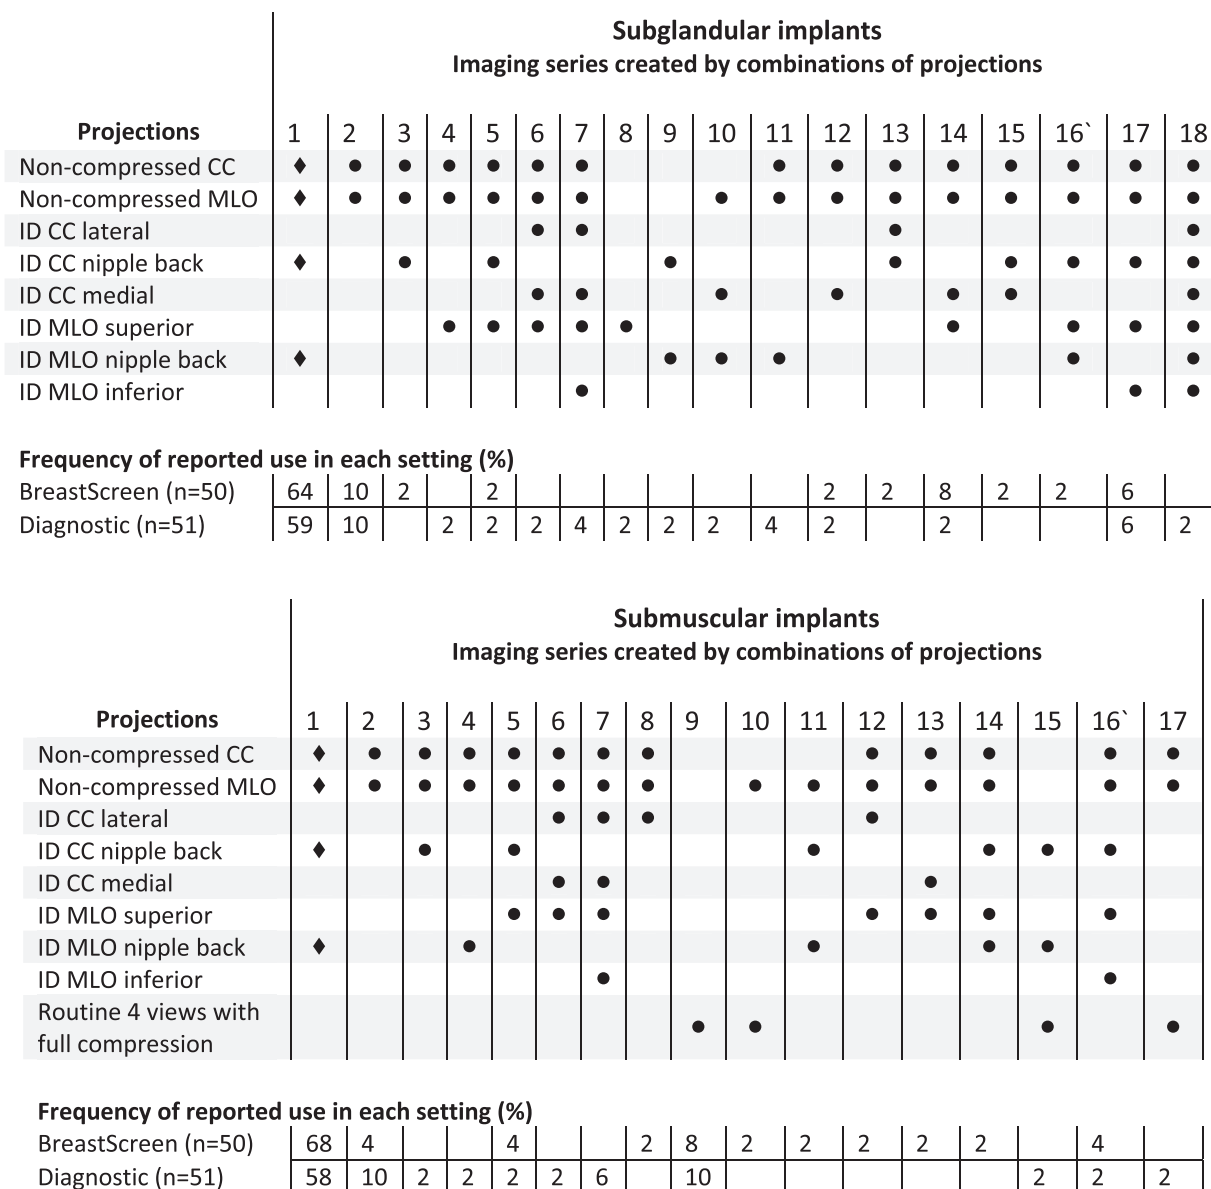 Subglandular implants
Imaging series created by combinations of projections
Projections 1 2 3 4 5 6 7 8 9 10 11 12 13 14 15 16` 17 18
Non-compressed CC ♦ ● ● ● ● ● ● ● ● ● ● ● ● ● ●
Non-compressed MLO ♦ ● ● ● ● ● ● ● ● ● ● ● ● ● ● ●
ID CC lateral ● ● ● ●
ID CC nipple back ♦ ● ● ● ● ● ● ● ●
ID CC medial ● ● ● ● ● ● ●
ID MLO superior ● ● ● ● ● ● ● ● ●
ID MLO nipple back ♦ ● ● ● ● ●
ID MLO inferior ● ● ●
Frequency of reported use in each setting (%)
BreastScreen (n=50) 64 10 2 2 2 2 8 2 2 6
Diagnostic (n=51) 59 10 2 2 2 4 2 2 2 4 2 2 6 2
Submuscular implants
Imaging series created by combinations of projections
Projections 1 2 3 4 5 6 7 8 9 10 11 12 13 14 15 16` 17
Non-compressed CC ♦ ● ● ● ● ● ● ● ● ● ● ● ●
Non-compressed MLO ♦ ● ● ● ● ● ● ● ● ● ● ● ● ● ●
ID CC lateral ● ● ● ●
ID CC nipple back ♦ ● ● ● ● ● ●
ID CC medial ● ● ●
ID MLO superior ● ● ● ● ● ● ●
ID MLO nipple back ♦ ● ● ● ●
ID MLO inferior ● ●
Routine 4 views with
full compression ● ● ● ●
Frequency of reported use in each setting (%)
BreastScreen (n=50) 68 4 4 2 8 2 2 2 2 2 4
Diagnostic (n=51) 58 10 2 2 2 2 6 10 2 2 2